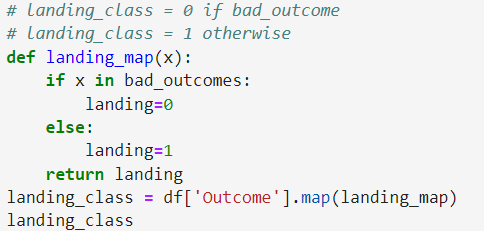 # landing_class = 0 if bad_outcome
# landing_class = 1 otherwise
def landing_map(x):
    if x in bad_outcomes:
        landing=0
    else:
        landing=1
    return landing
landing_class = df['Outcome'].map(landing_map)
landing_class